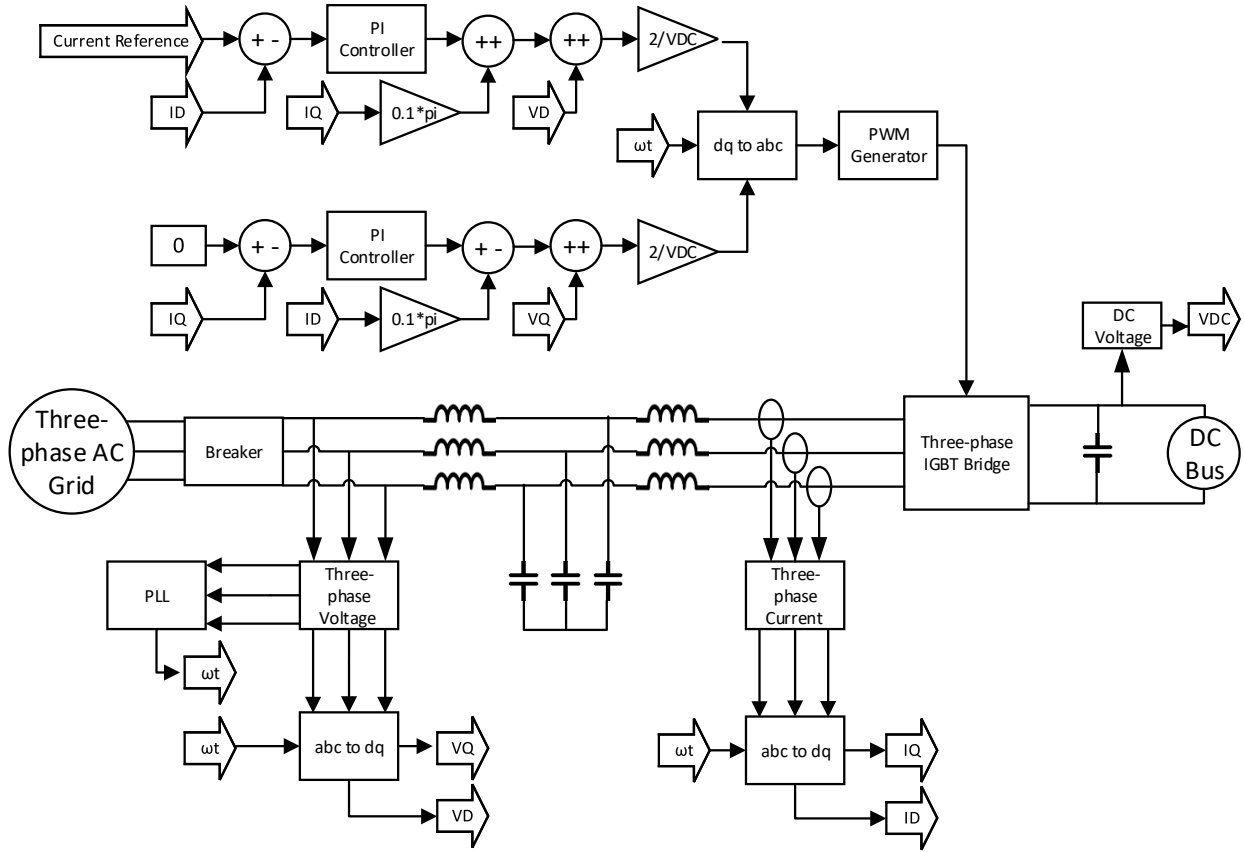 Current Reference
+ -
PI
Controller
++
++
2/VDC
ID
IQ
0.1*pi
VD
ωt
dq to abc
PWM
Generator
0
+ -
PI
Controller
+ -
++
2/VDC
IQ
ID
0.1*pi
VQ
DC
Voltage
VDC
Three-
phase AC
Grid
Breaker
Three-phase
IGBT Bridge
DC
Bus
PLL
Three-
phase
Voltage
Three-
phase
Current
ωt
ωt
abc to dq
VQ
VD
ωt
abc to dq
IQ
ID